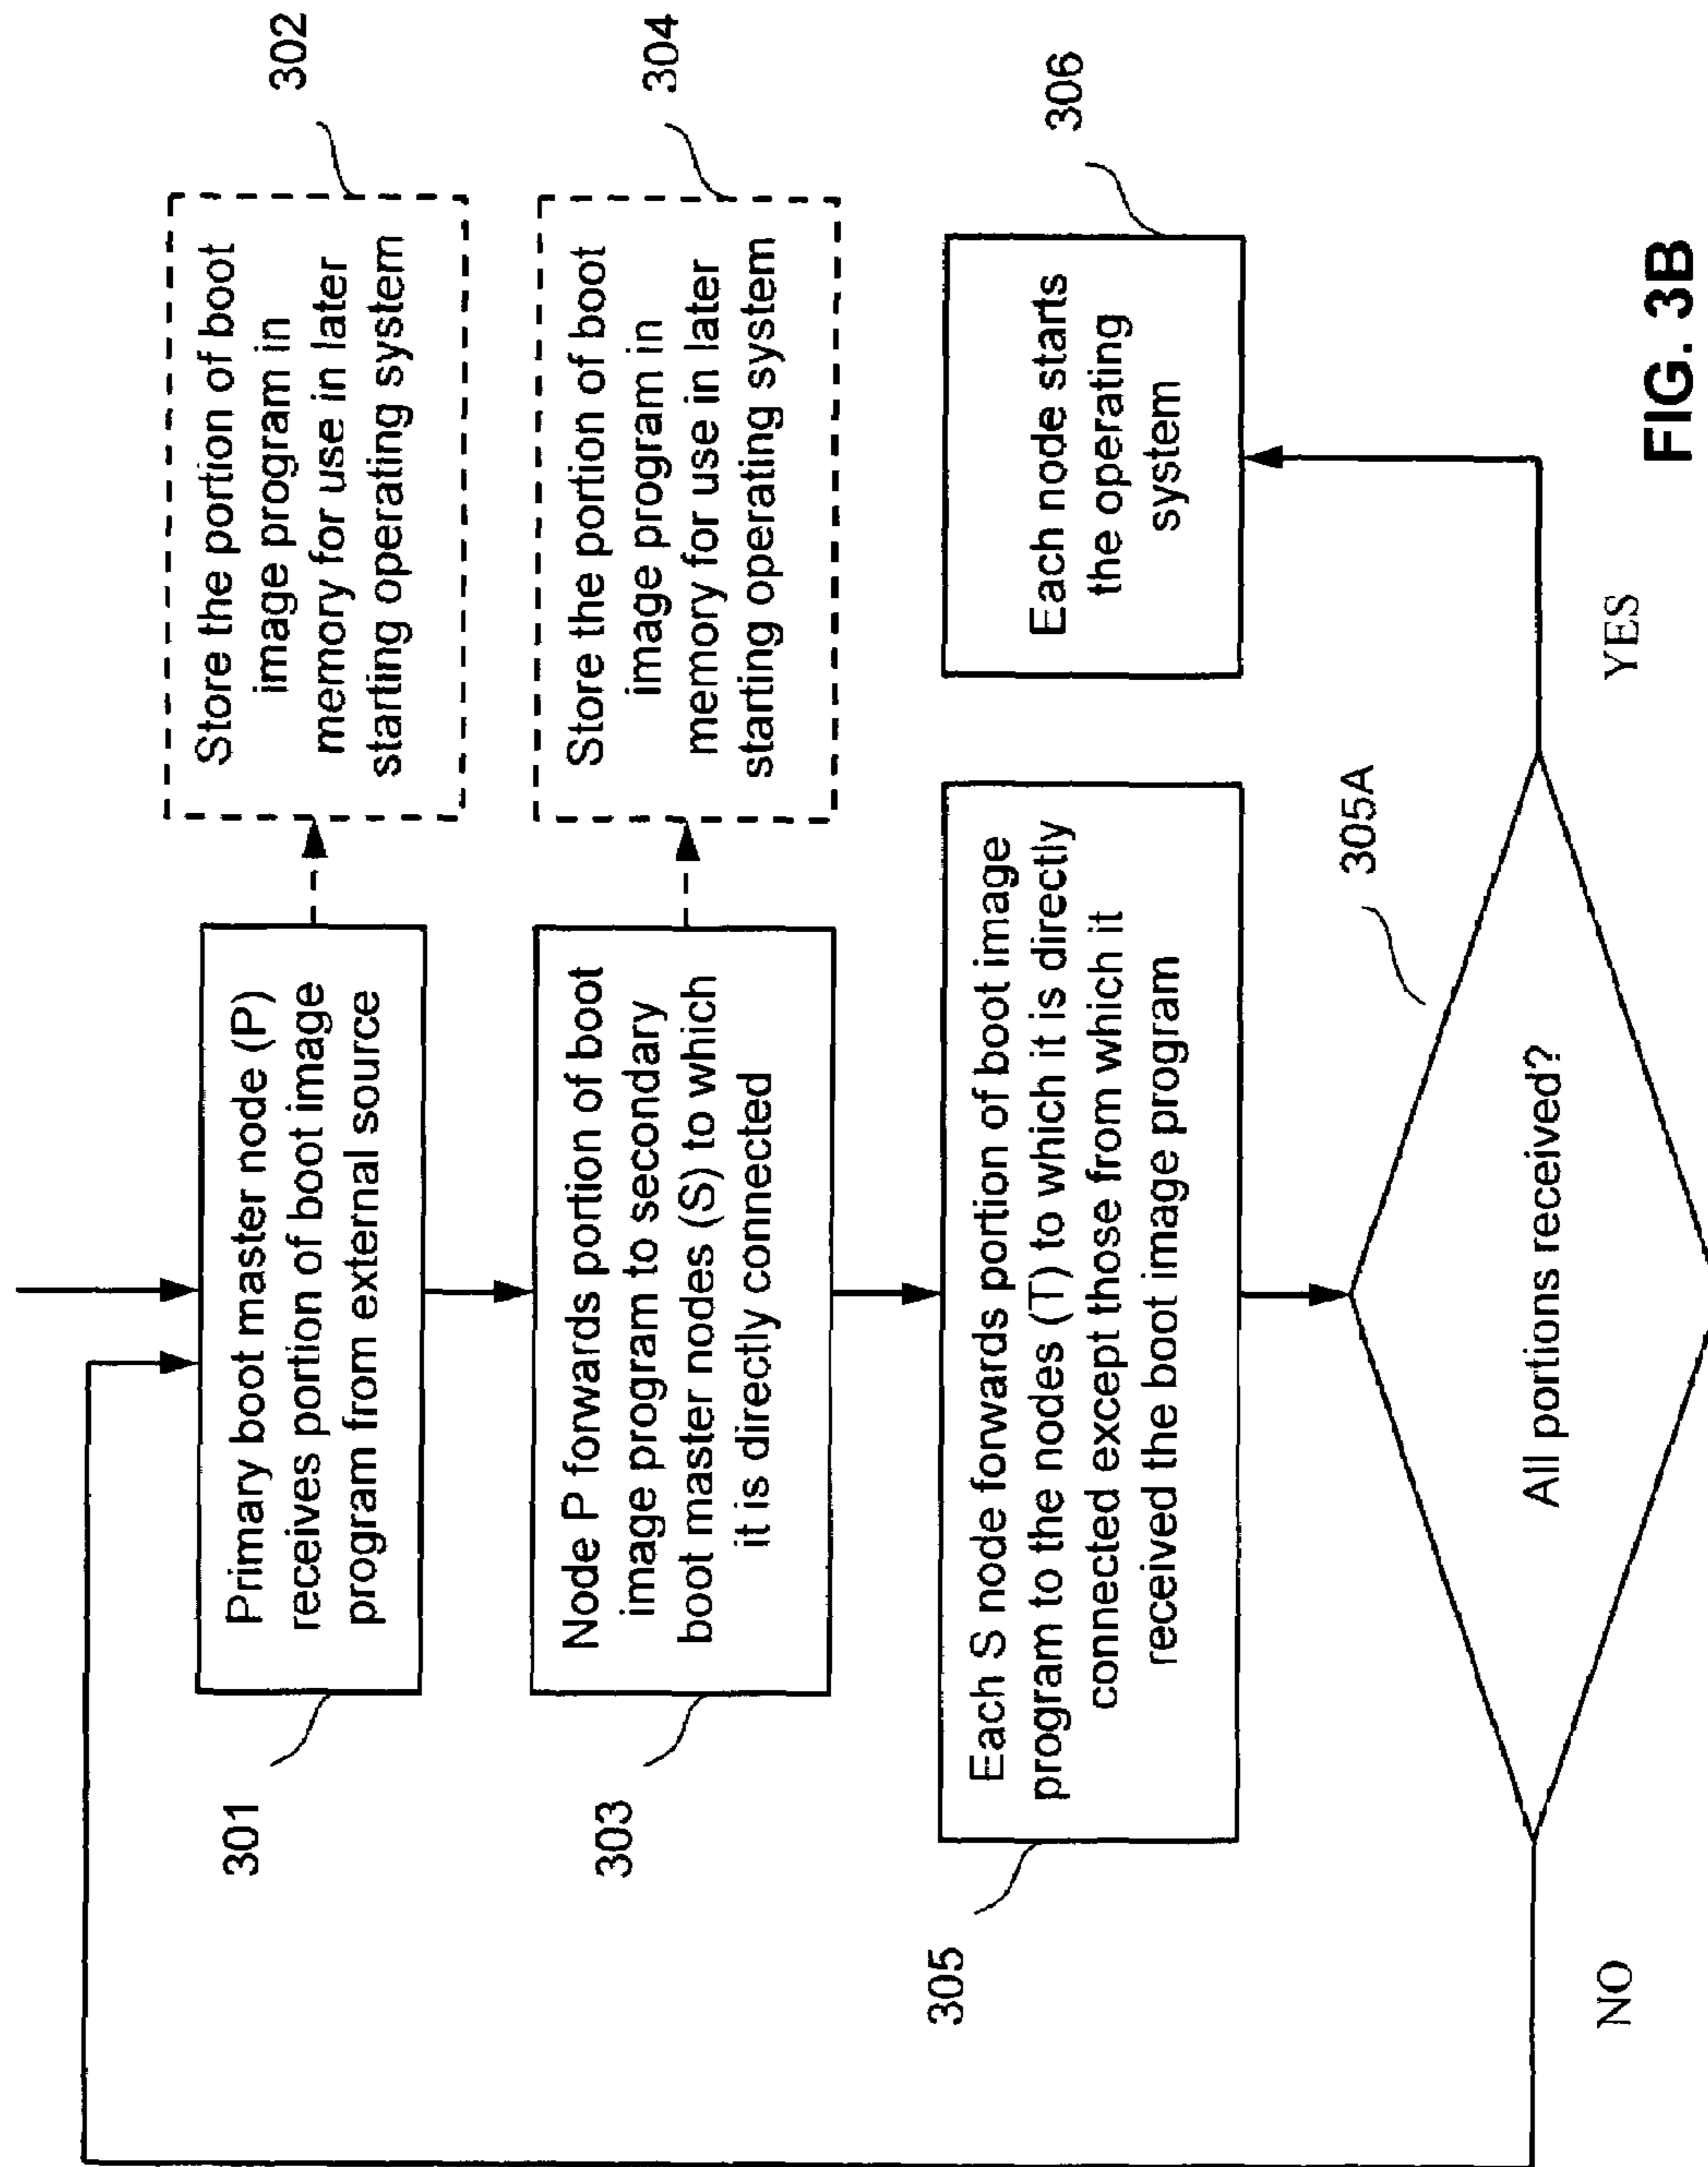 Primary boot master node (P)
receives portion of boot image
program from external source
301
Store the portion of boot
image program in
memory for use in later
starting operating system
302
Node P forwards portion of boot
image program to secondary
boot master nodes (S) to which
it is directly connected
303
Store the portion of boot
image program in
memory for use in later
starting operating system
304
Each S node forwards portion of boot image
program to the nodes (T) to which it is directly
connected except those from which it
received the boot image program
305
Each node starts
the operating
system
306
305A
All portions received?
NO
YES
FIG. 3B